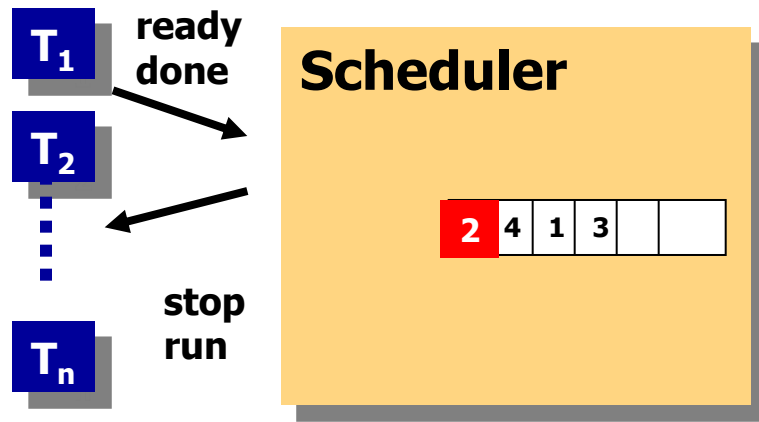 T₁
ready
done
Scheduler
T₂
2 4 1 3
stop
run
Tₙ